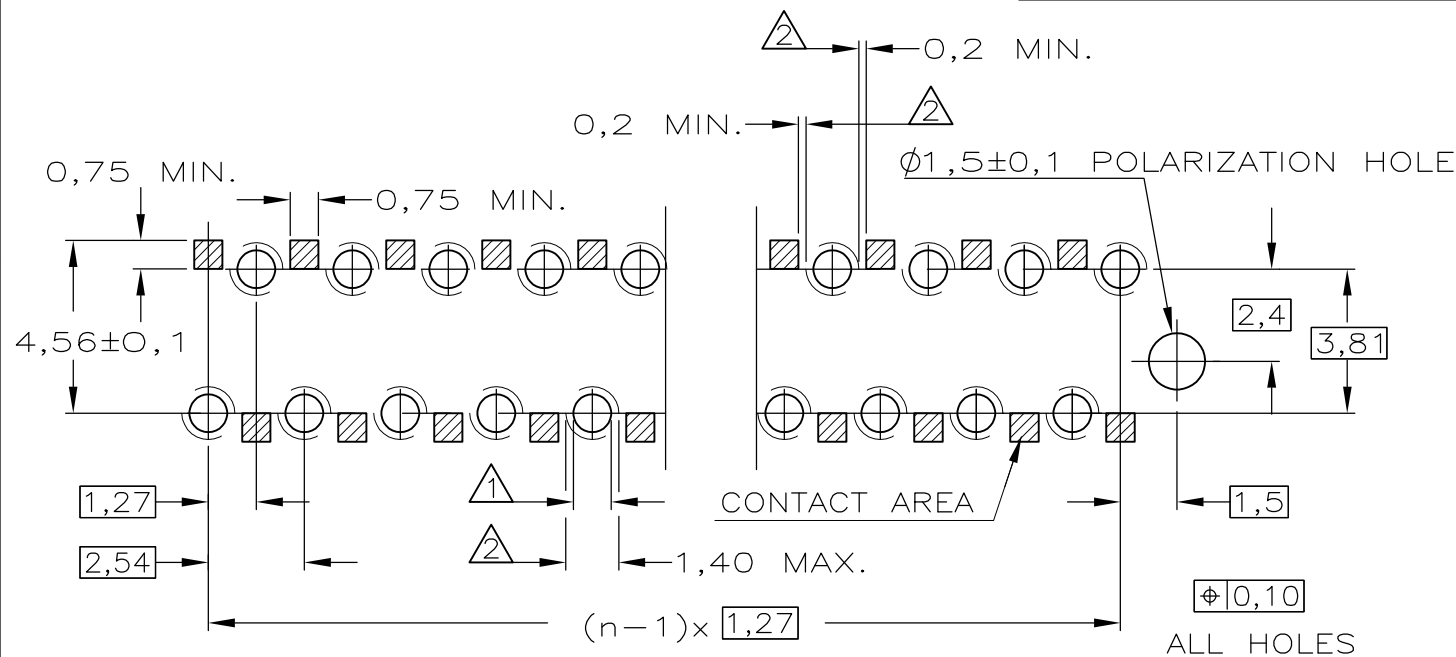 2
0,2 MIN.
0,2 MIN.
2
Ø1,5±0,1 POLARIZATION HOLE
0,75 MIN.
0,75 MIN.
4,56±0,1
2,4
3,81
1,27
1
CONTACT AREA
1,5
2,54
2
1,40 MAX.
(n-1)x 1,27
⌖ 0,10
ALL HOLES